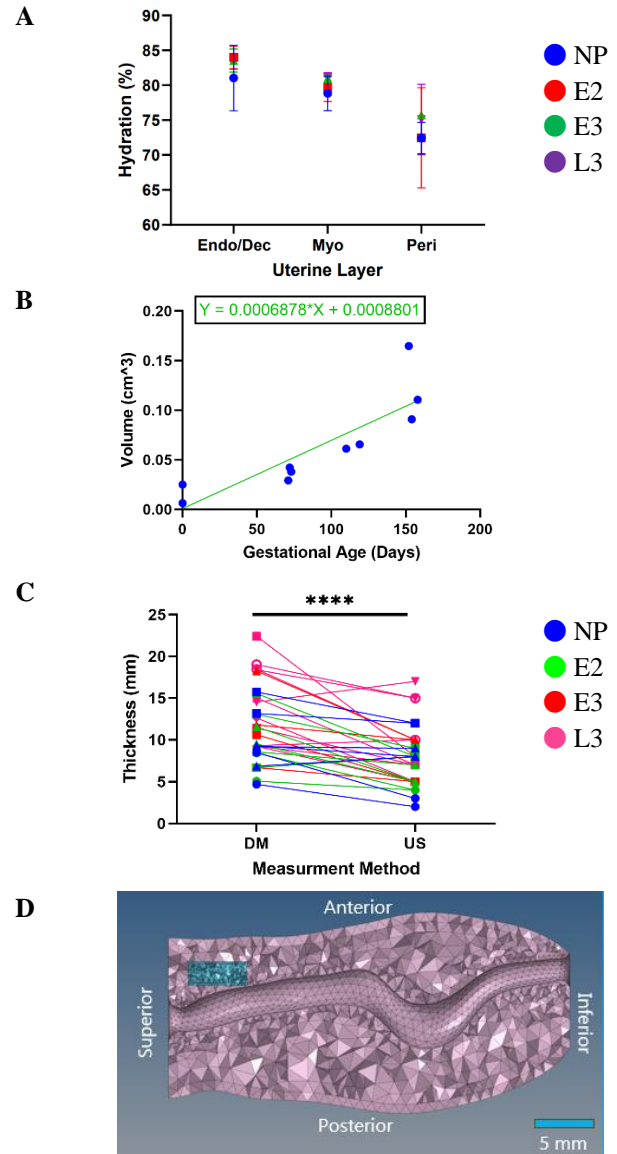 A
Hydration (%)
90
85
80
75
70
65
60
Endo/Dec Myo Peri
Uterine Layer
NP
E2
E3
L3
B
Volume (cm^3)
Y = 0.0006878*X + 0.0008801
0.20
0.15
0.10
0.05
0.00
0 50 100 150 200
Gestational Age (Days)
C
Thickness (mm)
****
25
20
15
10
5
0
DM US
Measurment Method
NP
E2
E3
L3
D
Anterior
Superior
Inferior
Posterior
5 mm